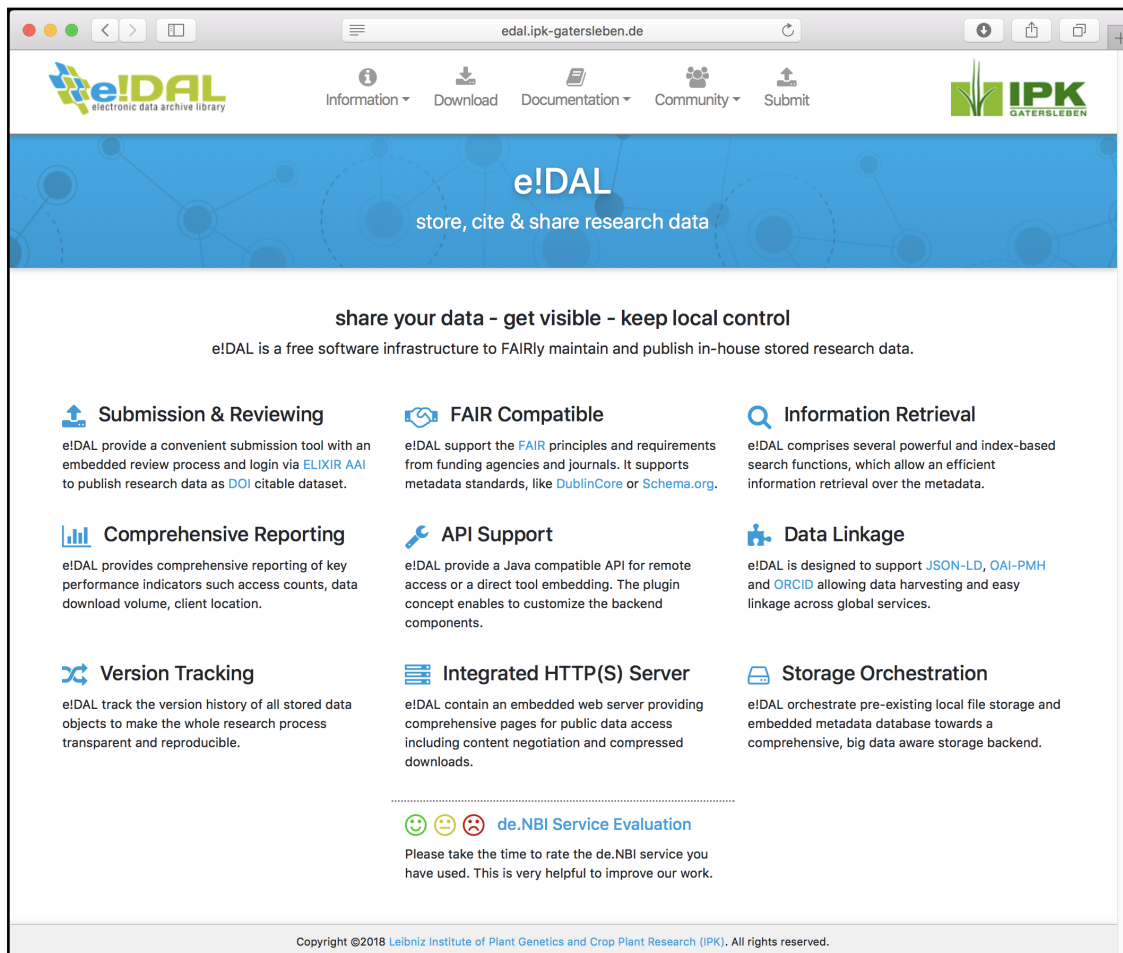 edal.ipk-gatersleben.de
e!DAL
electronic data archive library
Information
Download
Documentation
Community
Submit
IPK
GATERSLEBEN
e!DAL
store, cite & share research data
share your data - get visible - keep local control
e!DAL is a free software infrastructure to FAIRly maintain and publish in-house stored research data.
Submission & Reviewing
e!DAL provide a convenient submission tool with an
embedded review process and login via ELIXIR AAI
to publish research data as DOI citable dataset.
FAIR Compatible
e!DAL support the FAIR principles and requirements
from funding agencies and journals. It supports
metadata standards, like DublinCore or Schema.org.
Information Retrieval
e!DAL comprises several powerful and index-based
search functions, which allow an efficient
information retrieval over the metadata.
Comprehensive Reporting
e!DAL provides comprehensive reporting of key
performance indicators such access counts, data
download volume, client location.
API Support
e!DAL provide a Java compatible API for remote
access or a direct tool embedding. The plugin
concept enables to customize the backend
components.
Data Linkage
e!DAL is designed to support JSON-LD, OAI-PMH
and ORCID allowing data harvesting and easy
linkage across global services.
Version Tracking
e!DAL track the version history of all stored data
objects to make the whole research process
transparent and reproducible.
Integrated HTTP(S) Server
e!DAL contain an embedded web server providing
comprehensive pages for public data access
including content negotiation and compressed
downloads.
Storage Orchestration
e!DAL orchestrate pre-existing local file storage and
embedded metadata database towards a
comprehensive, big data aware storage backend.
de.NBI Service Evaluation
Please take the time to rate the de.NBI service you
have used. This is very helpful to improve our work.
Copyright ©2018 Leibniz Institute of Plant Genetics and Crop Plant Research (IPK). All rights reserved.